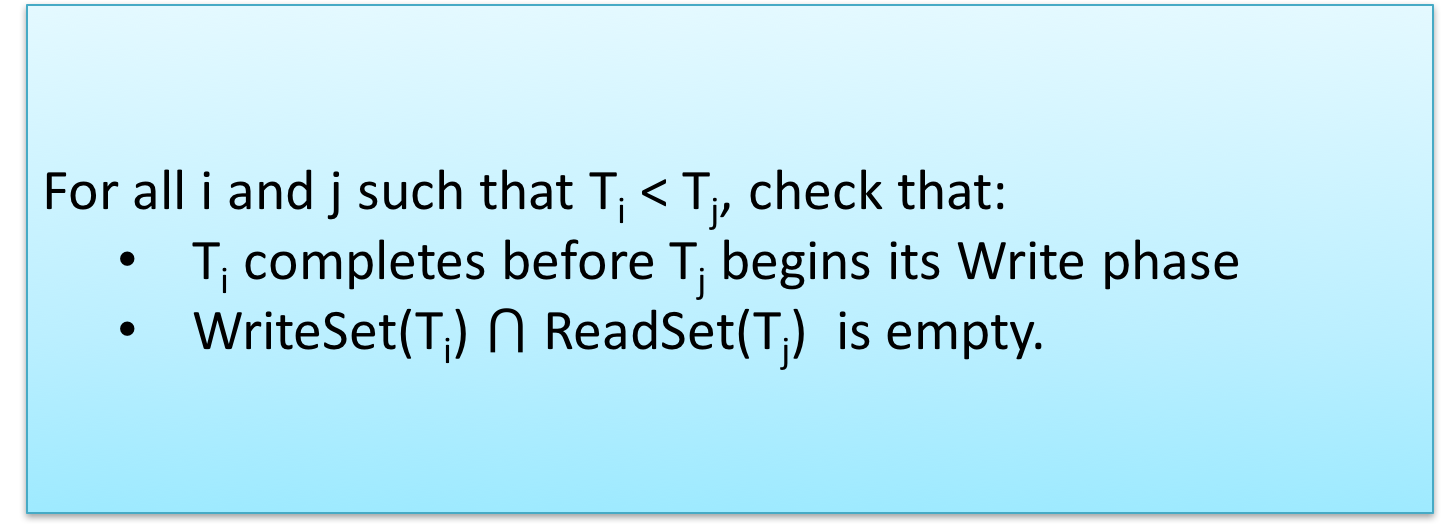 For all i and j such that Tᵢ < Tⱼ, check that:
• Tᵢ completes before Tⱼ begins its Write phase
• WriteSet(Tᵢ) ⋂ ReadSet(Tⱼ) is empty.